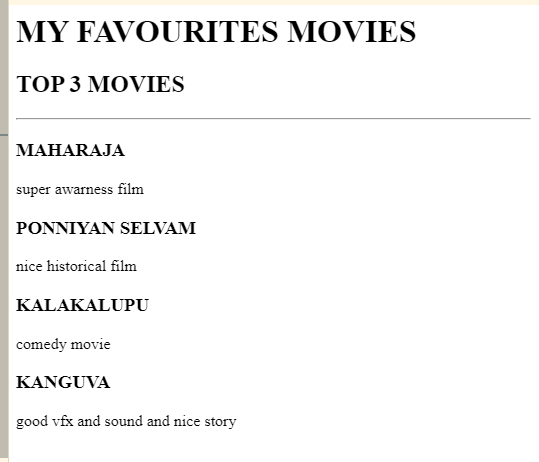 MY FAVOURITES MOVIES
TOP 3 MOVIES
MAHARAJA
super awarness film
PONNIYAN SELVAM
nice historical film
KALAKALUPU
comedy movie
KANGUVA
good vfx and sound and nice story